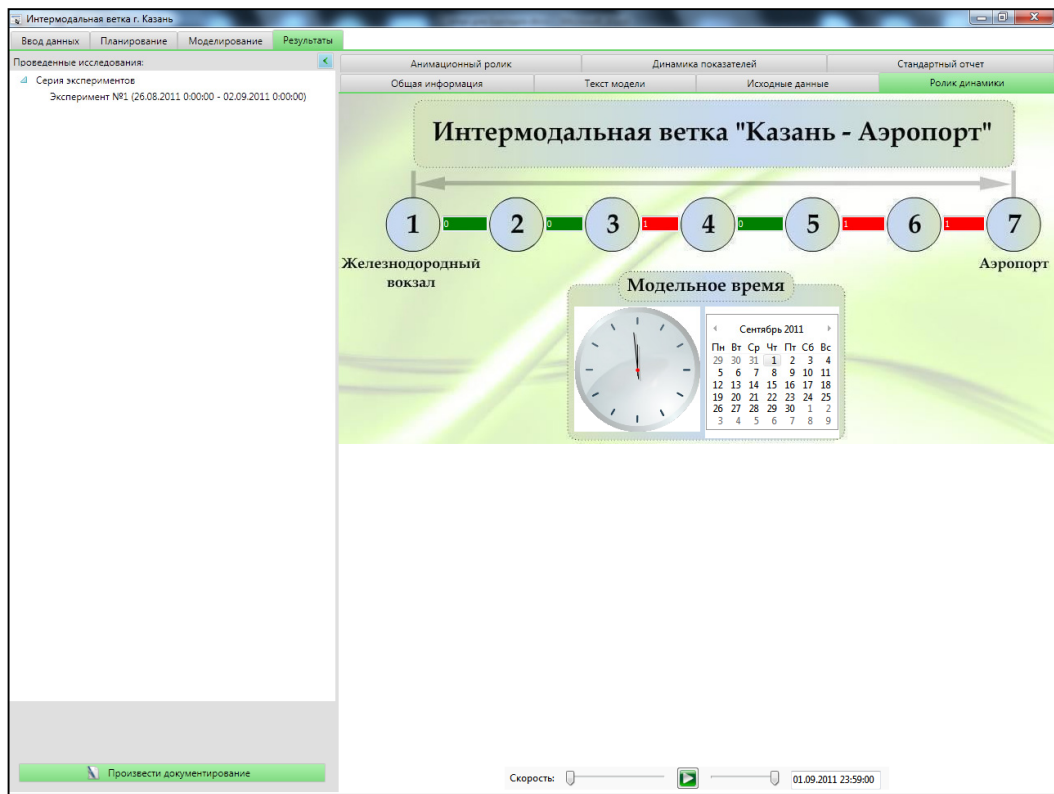 Интермодальная ветка г. Казань
Ввод данных Планирование Моделирование Результаты
Проведенные исследования:
Серия экспериментов
Эксперимент №1 (26.08.2011 0:00:00 - 02.09.2011 0:00:00)
Произвести документирование
Анимационный ролик Динамика показателей Стандартный отчет
Общая информация Текст модели Исходные данные Ролик динамики
Интермодальная ветка "Казань - Аэропорт"
1 0 2 0 3 1 4 0 5 1 6 1 7
Железнодородный
вокзал
Аэропорт
Модельное время
Сентябрь 2011
Пн Вт Ср Чт Пт Сб Вс
29 30 31 1 2 3 4
5 6 7 8 9 10 11
12 13 14 15 16 17 18
19 20 21 22 23 24 25
26 27 28 29 30 1 2
3 4 5 6 7 8 9
Скорость: 01.09.2011 23:59:00